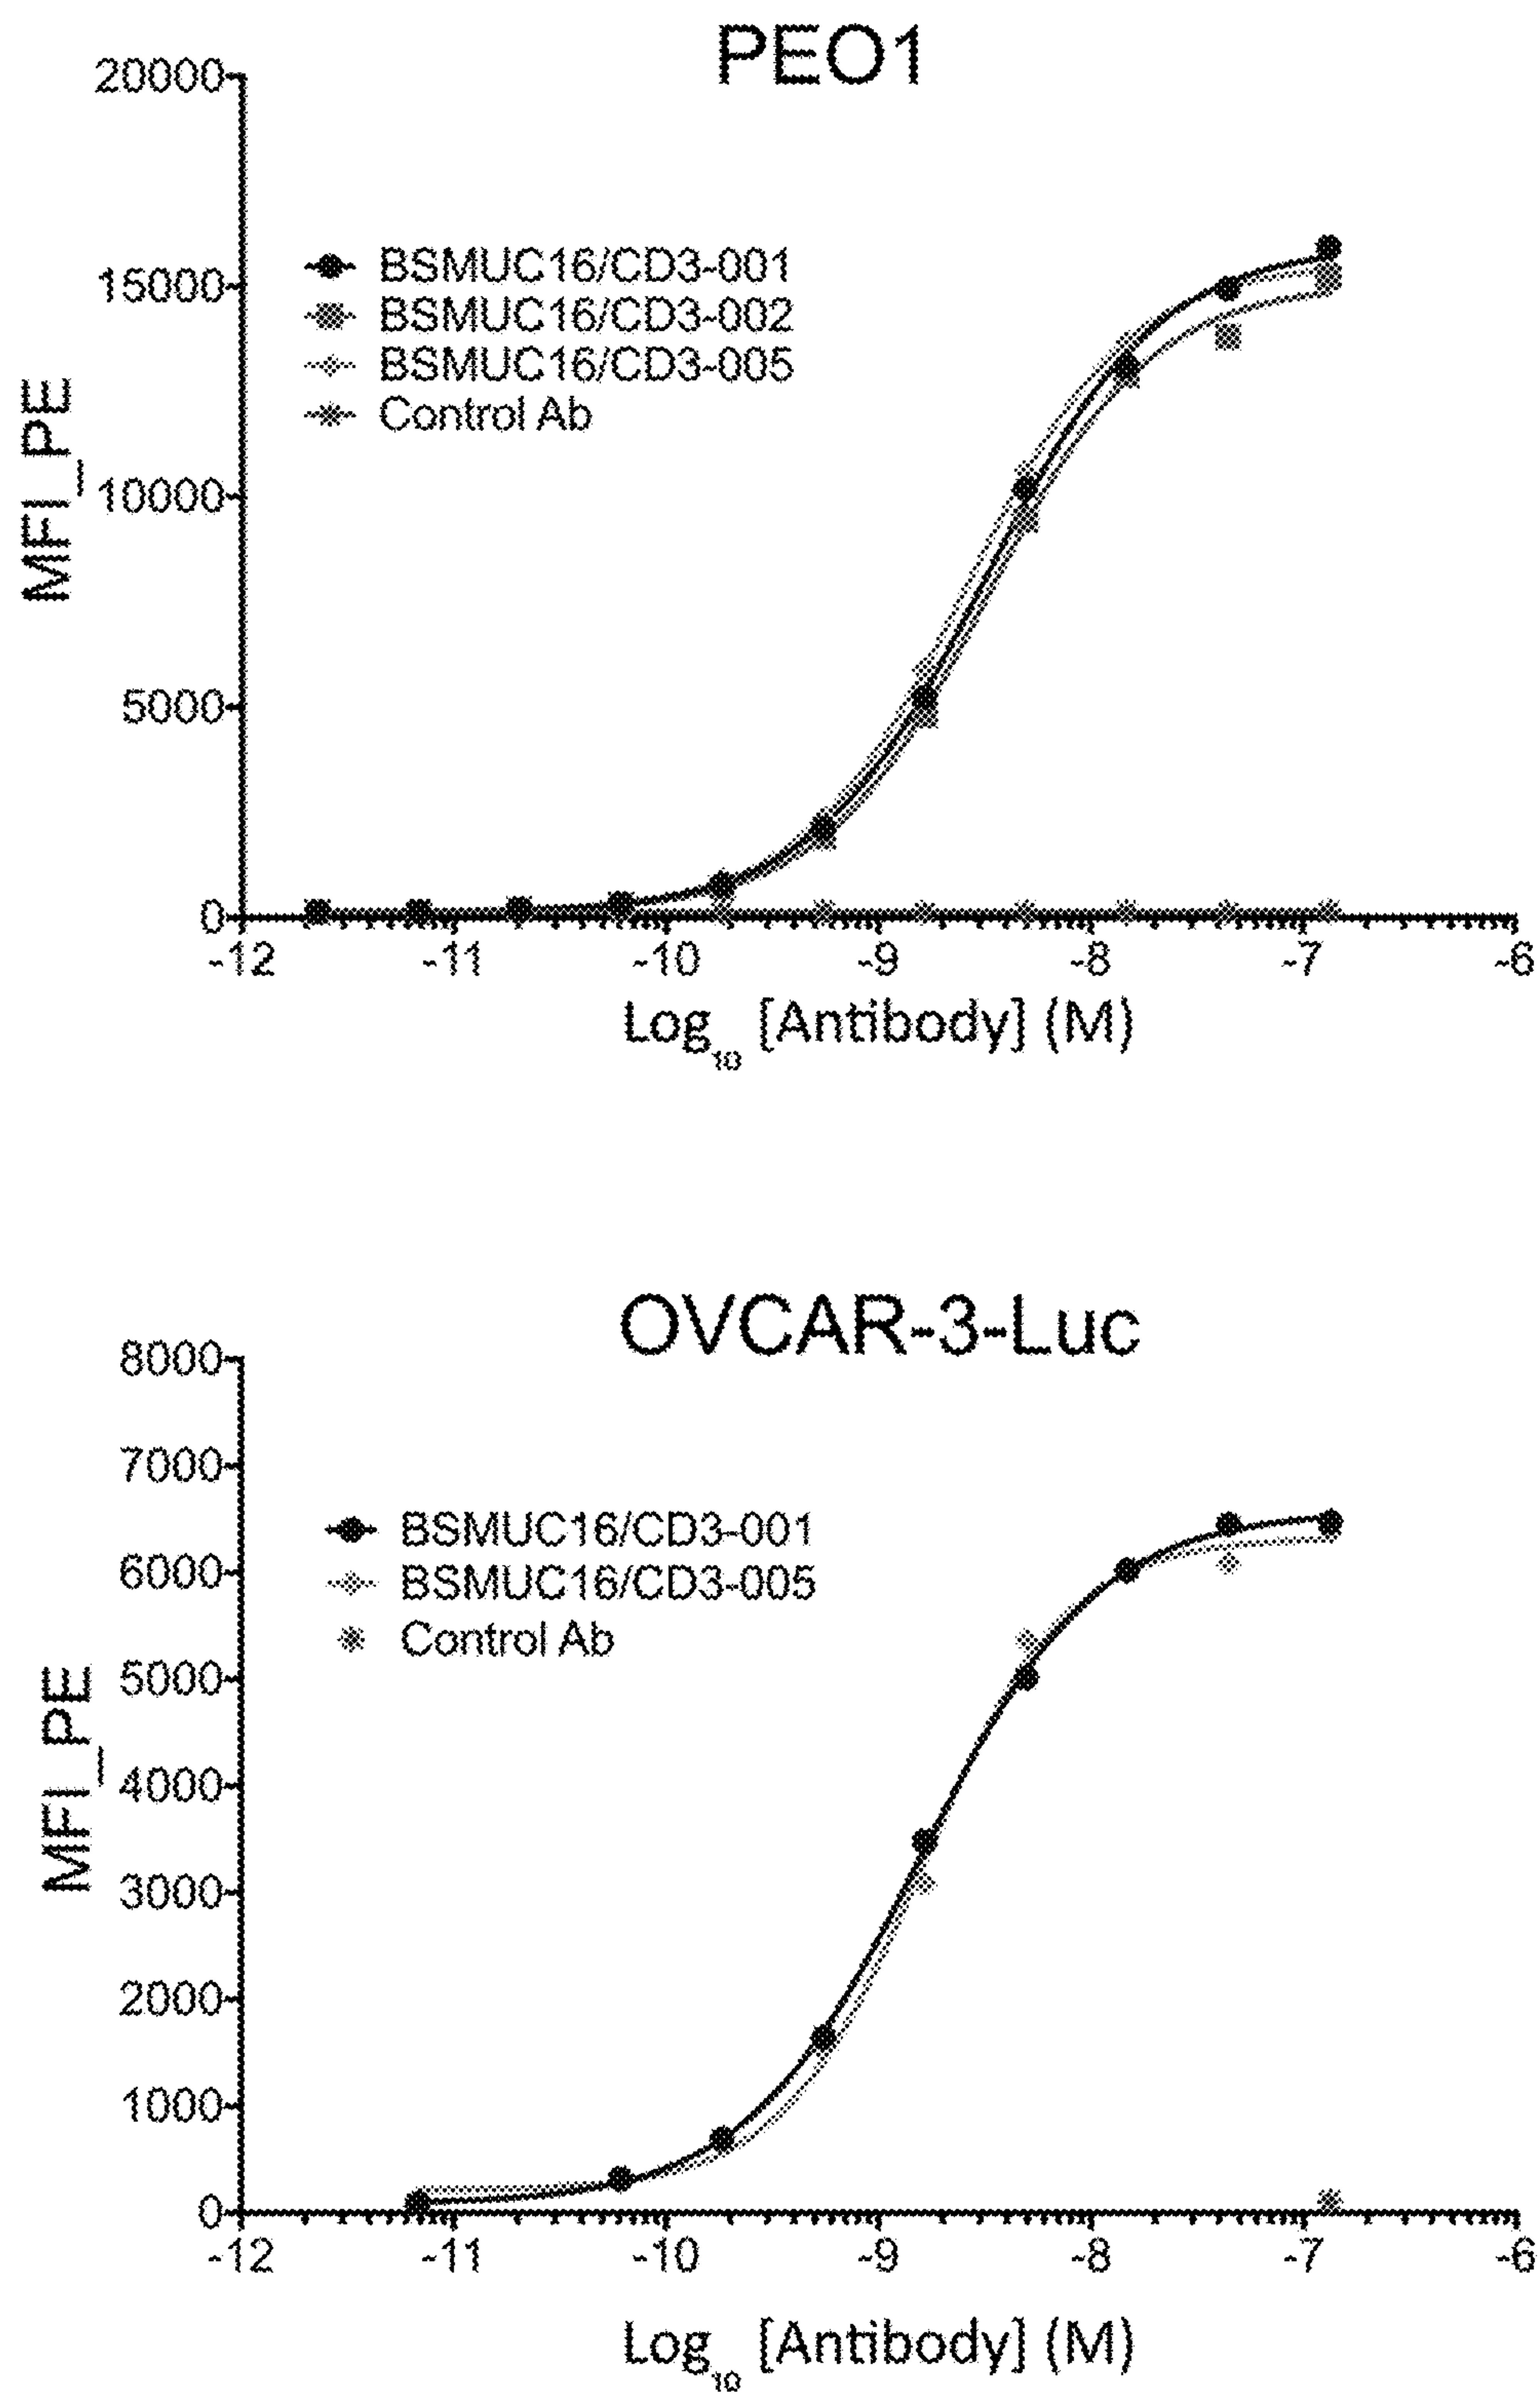 PEO1
20000
15000
10000
5000
0
MFI_PE
BSMUC16/CD3-001
BSMUC16/CD3-002
BSMUC16/CD3-005
Control Ab
-12 -11 -10 -9 -8 -7 -6
Log10 [Antibody] (M)
OVCAR-3-Luc
8000
7000
6000
5000
4000
3000
2000
1000
0
MFI_PE
BSMUC16/CD3-001
BSMUC16/CD3-005
Control Ab
-12 -11 -10 -9 -8 -7 -6
Log10 [Antibody] (M)